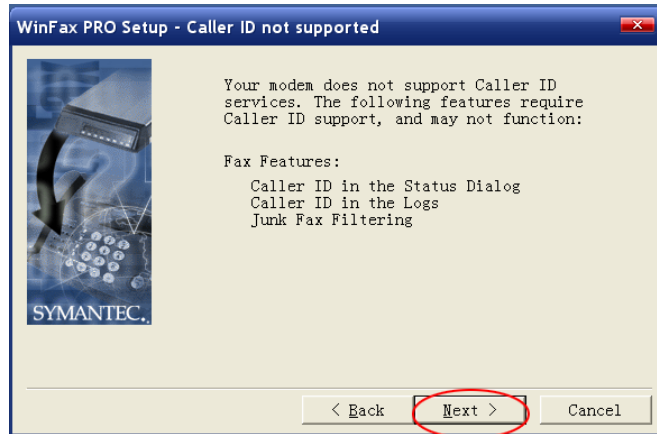 WinFax PRO Setup - Caller ID not supported
Your modem does not support Caller ID
services. The following features require
Caller ID support, and may not function:
Fax Features:
Caller ID in the Status Dialog
Caller ID in the Logs
Junk Fax Filtering
SYMANTEC.
< Back
Next >
Cancel